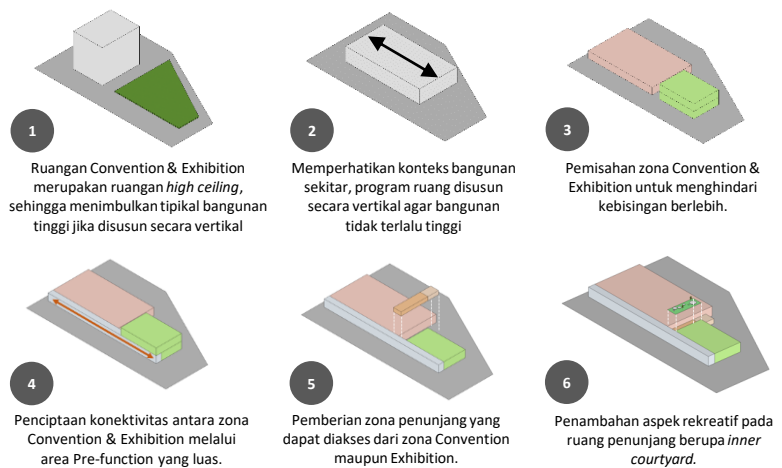 1
Ruangan Convention & Exhibition
merupakan ruangan high ceiling,
sehingga menimbulkan tipikal bangunan
tinggi jika disusun secara vertikal
2
Memperhatikan konteks bangunan
sekitar, program ruang disusun
secara vertikal agar bangunan
tidak terlalu tinggi
3
Pemisahan zona Convention &
Exhibition untuk menghindari
kebisingan berlebih.
4
Penciptaan konektivitas antara zona
Convention & Exhibition melalui
area Pre-function yang luas.
5
Pemberian zona penunjang yang
dapat diakses dari zona Convention
maupun Exhibition.
6
Penambahan aspek rekreatif pada
ruang penunjang berupa inner
courtyard.